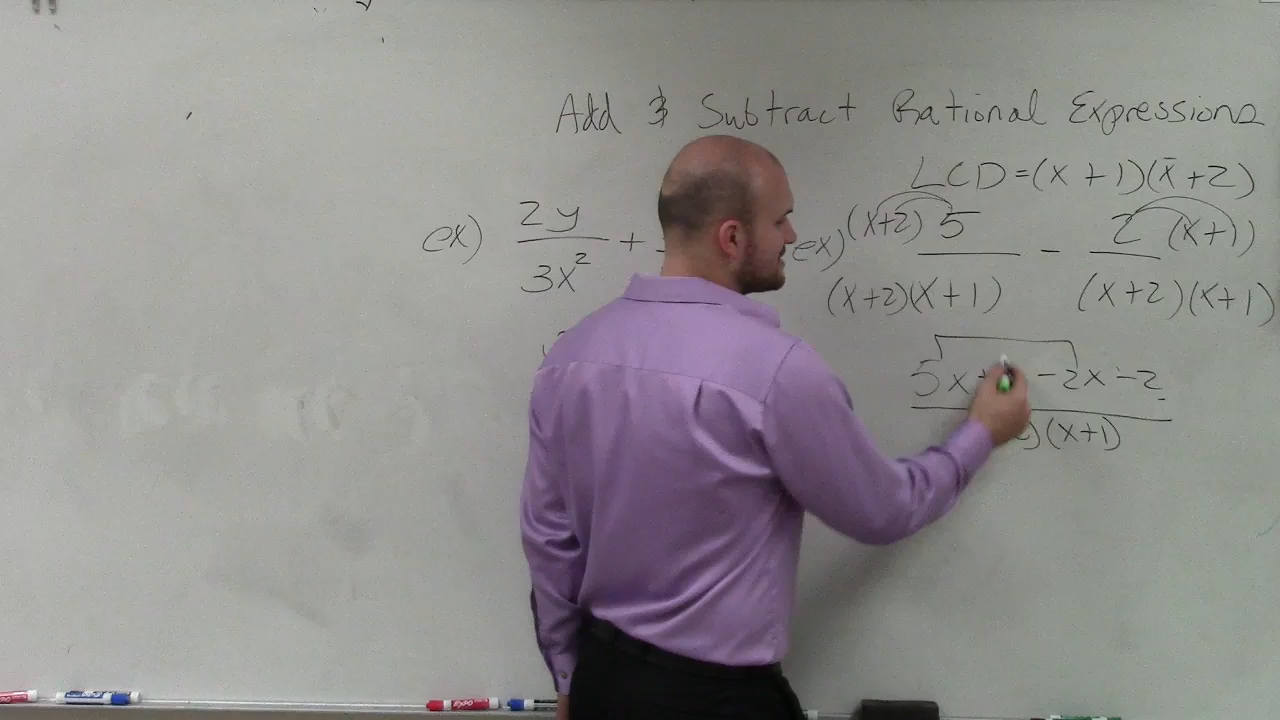 Add & Subtract Rational Expressions
LCD=(x+1)(x+2)
ex) 2y +
3x²
ex) (x+2) 5 - 2 (x+1)
(x+2)(x+1) (x+2)(x+1)
5x -2x-2
)(x+1)
EXPO